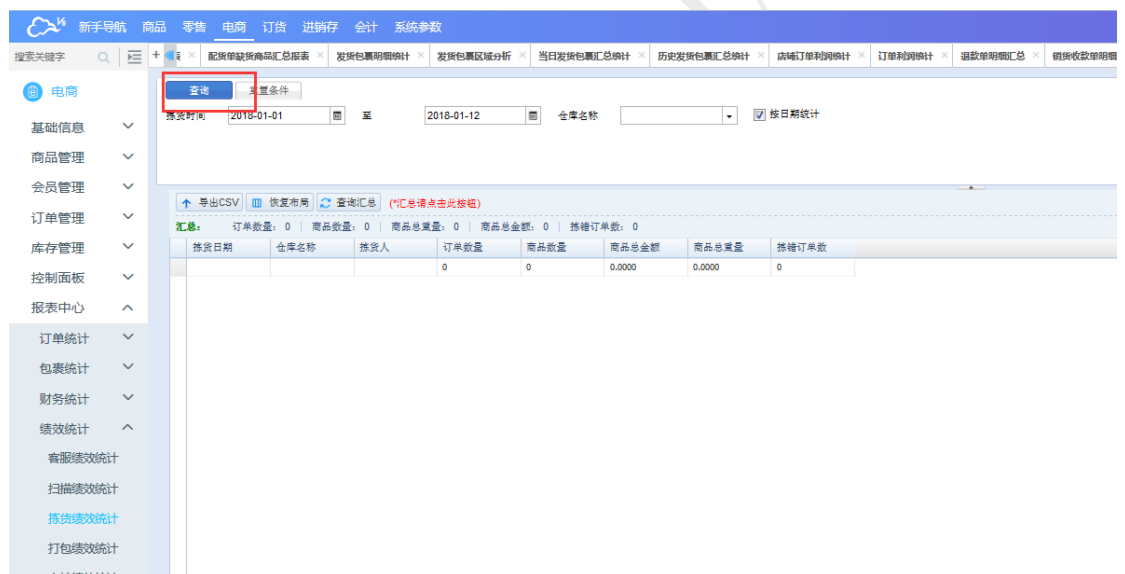 V5 新手导航 商品 零售 电商 订货 进销存 会计 系统参数
搜索关键字 + 配货单缺货商品汇总报表 × 发货包裹明细统计 × 发货包裹区域分析 × 当日发货包裹汇总统计 × 历史发货包裹汇总统计 × 店铺订单利润统计 × 订单利润统计 × 退款单明细汇总 × 销货收款单明细
电商
查询 重置条件
拣货时间 2018-01-01 至 2018-01-12 仓库名称 按日期统计
基础信息
商品管理
会员管理
订单管理
库存管理
控制面板
报表中心
订单统计
包裹统计
财务统计
绩效统计
客服绩效统计
扫描绩效统计
拣货绩效统计
打包绩效统计
导出CSV 恢复布局 查询汇总 (*汇总请点击此按钮)
汇总: 订单数量: 0 | 商品数量: 0 | 商品总重量: 0 | 商品总金额: 0 | 拣错订单数: 0
拣货日期 仓库名称 拣货人 订单数量 商品数量 商品总金额 商品总重量 拣错订单数
0 0 0.0000 0.0000 0